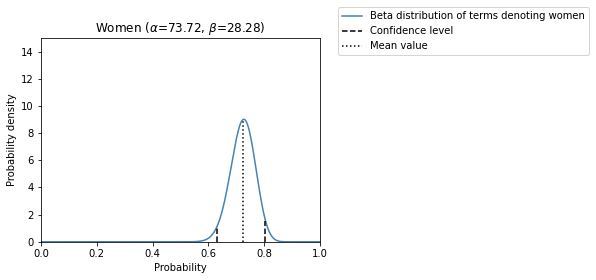 Women (α=73.72, β=28.28)
Beta distribution of terms denoting women
Confidence level
Mean value
Probability density
14
12
10
8
6
4
2
0
0.0 0.2 0.4 0.6 0.8 1.0
Probability